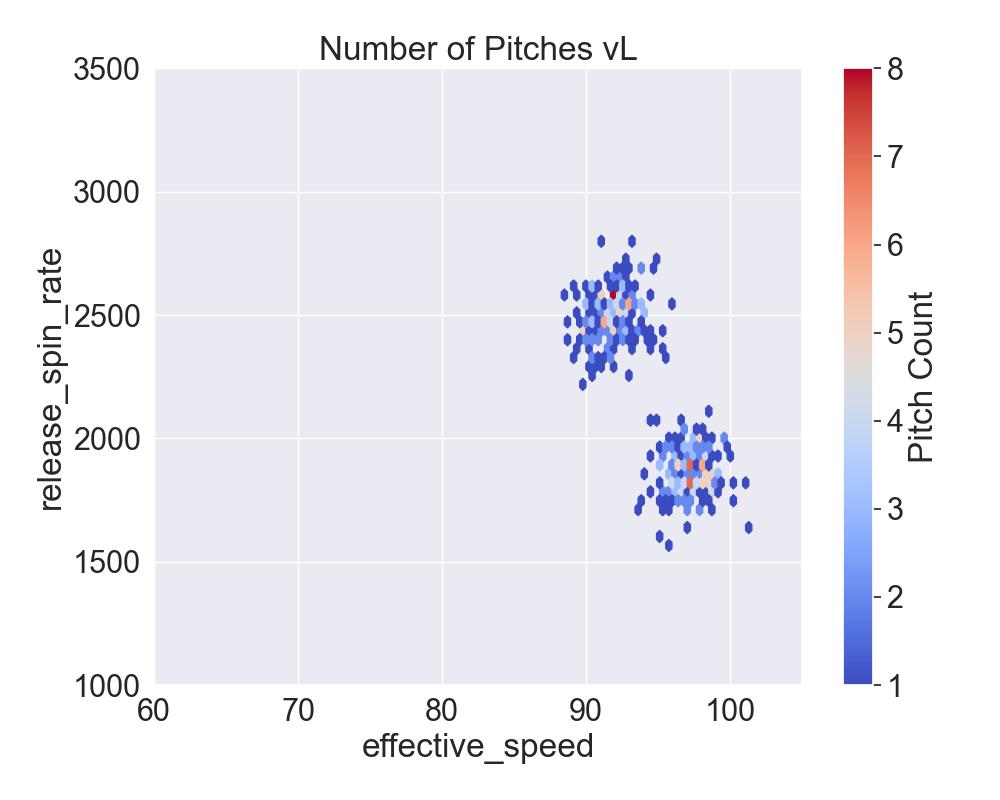 Number of Pitches vL
3500
3000
2500
2000
1500
1000
release_spin_rate
60 70 80 90 100
effective_speed
8
7
6
5
4
3
2
1
Pitch Count